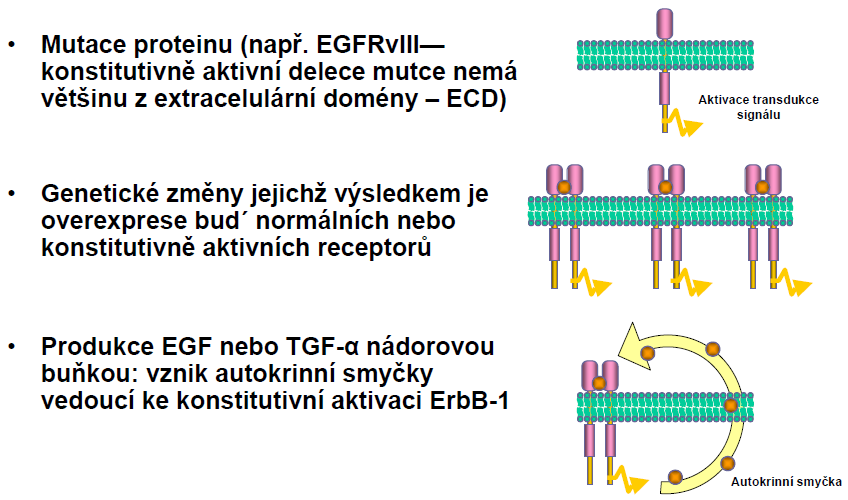 • Mutace proteinu (např. EGFRvIII—
konstitutivně aktivní delece mutce nemá
většinu z extracelulární domény – ECD)
Aktivace transdukce
signálu
• Genetické změny jejichž výsledkem je
overexprese bud´ normálních nebo
konstitutivně aktivních receptorů
• Produkce EGF nebo TGF-α nádorovou
buňkou: vznik autokrinní smyčky
vedoucí ke konstitutivní aktivaci ErbB-1
Autokrinní smyčka